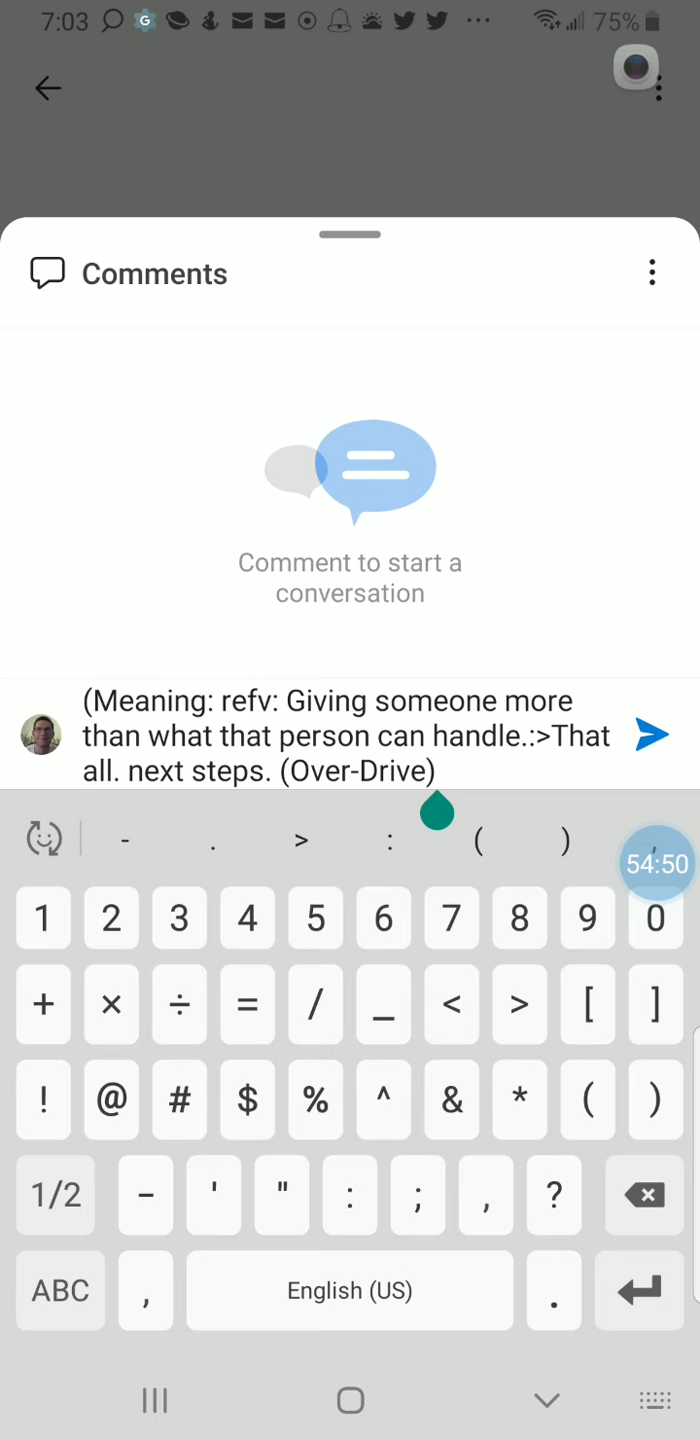 7:03 G ... 75%
Comments
Comment to start a
conversation
(Meaning: refv: Giving someone more
than what that person can handle.:>That
all. next steps. (Over-Drive)
- . > : ( ) ,
54:50
1 2 3 4 5 6 7 8 9 0
+ × ÷ = / _ < > [ ]
! @ # $ % ^ & * ( )
1/2 - ' " : ; , ?
ABC , English (US) .